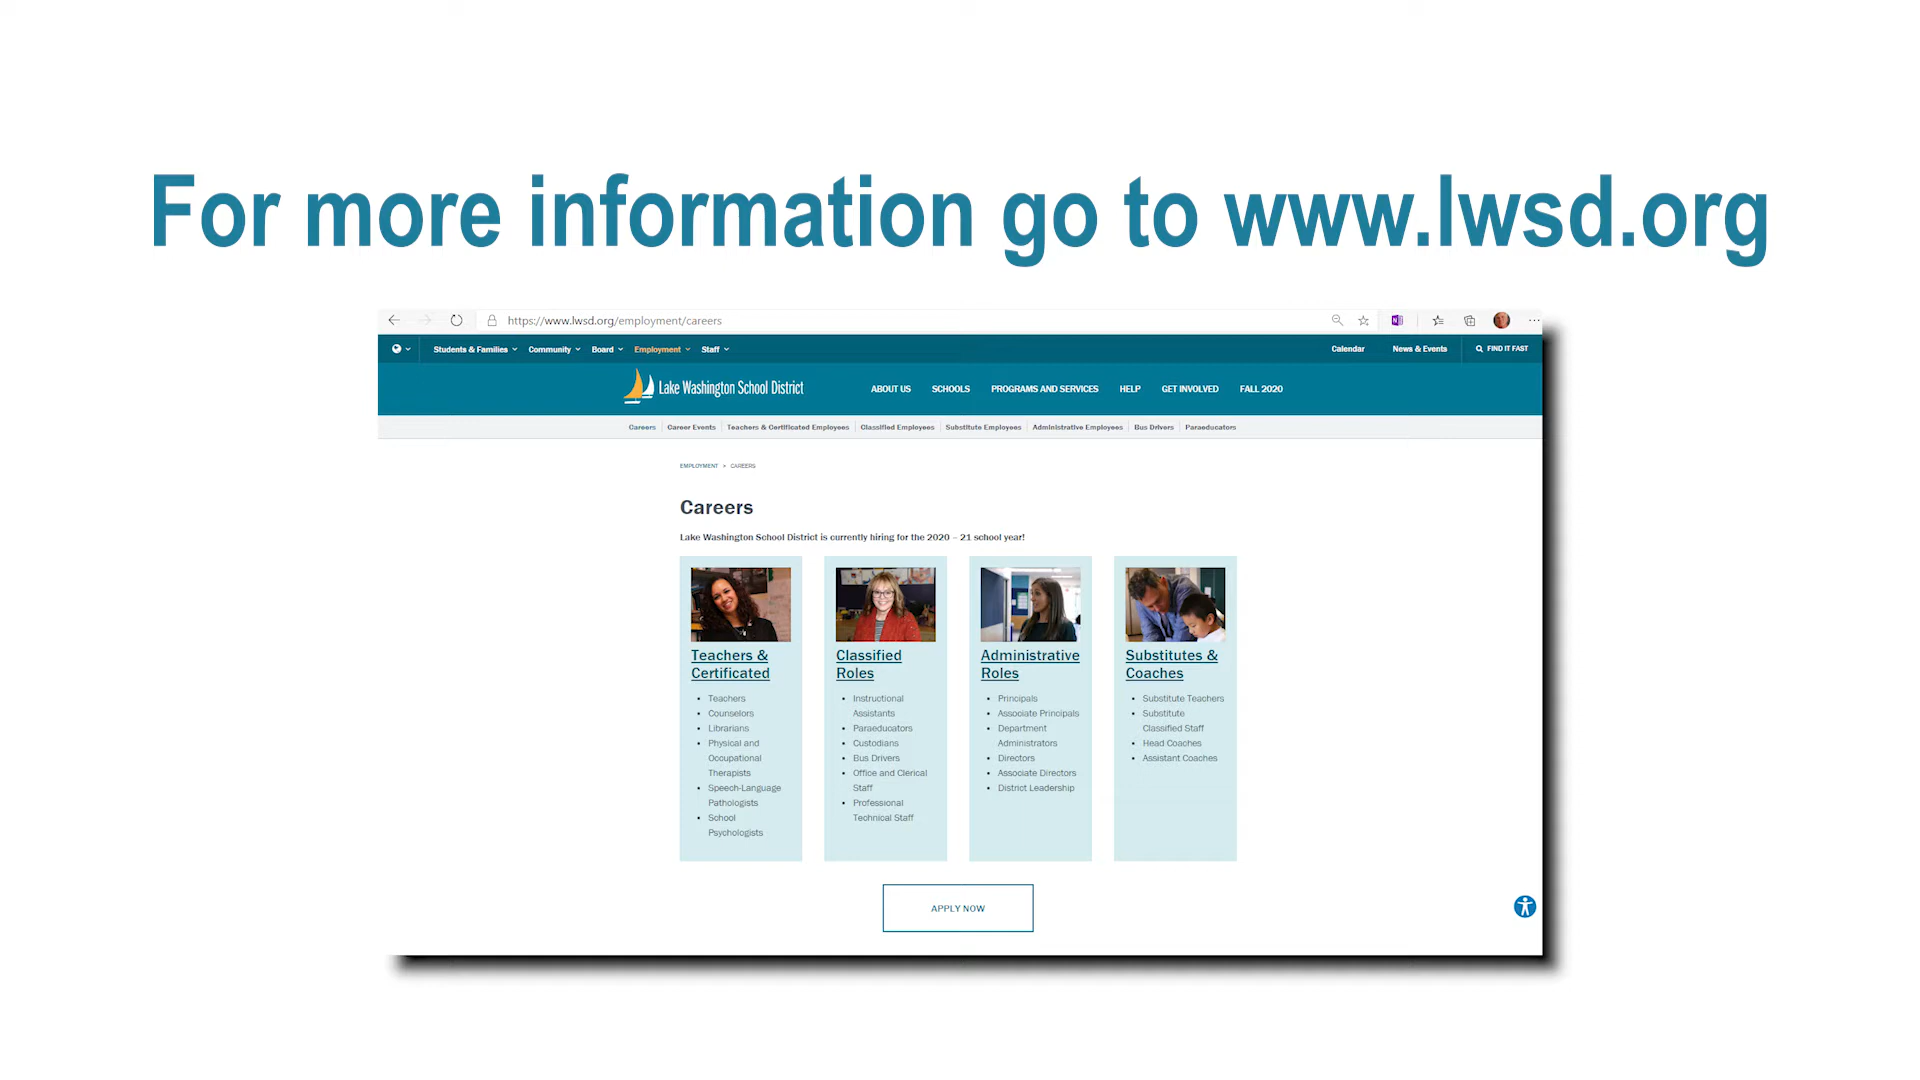 For more information go to www.lwsd.org
https://www.lwsd.org/employment/careers
Students & Families Community Board Employment Staff Calendar News & Events FIND IT FAST
Lake Washington School District ABOUT US SCHOOLS PROGRAMS AND SERVICES HELP GET INVOLVED FALL 2020
Careers Career Events Teachers & Certificated Employees Classified Employees Substitute Employees Administrative Employees Bus Drivers Paraeducators
EMPLOYMENT > CAREERS
Careers
Lake Washington School District is currently hiring for the 2020 – 21 school year!
Teachers &
Certificated
• Teachers
• Counselors
• Librarians
• Physical and
Occupational
Therapists
• Speech-Language
Pathologists
• School
Psychologists
Classified
Roles
• Instructional
Assistants
• Paraeducators
• Custodians
• Bus Drivers
• Office and Clerical
Staff
• Professional
Technical Staff
Administrative
Roles
• Principals
• Associate Principals
• Department
Administrators
• Directors
• Associate Directors
• District Leadership
Substitutes &
Coaches
• Substitute Teachers
• Substitute
Classified Staff
• Head Coaches
• Assistant Coaches
APPLY NOW